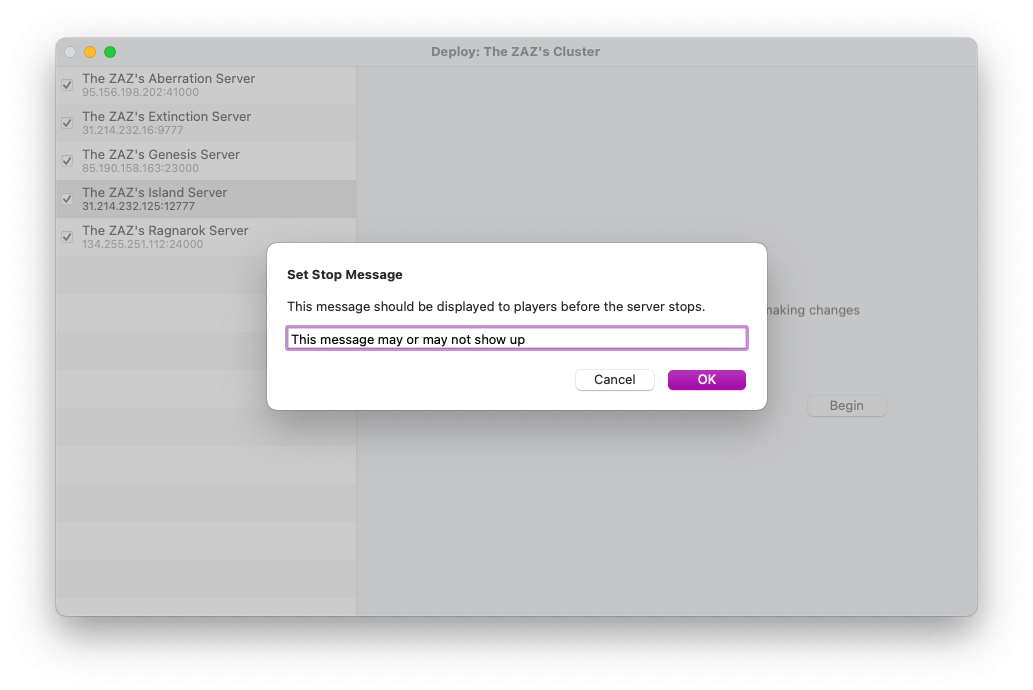 Deploy: The ZAZ's Cluster
The ZAZ's Aberration Server
95.156.198.202:41000
The ZAZ's Extinction Server
31.214.232.16:9777
The ZAZ's Genesis Server
85.190.158.163:23000
The ZAZ's Island Server
31.214.232.125:12777
The ZAZ's Ragnarok Server
134.255.251.112:24000
Set Stop Message
This message should be displayed to players before the server stops.
making changes
This message may or may not show up
Cancel
OK
Begin